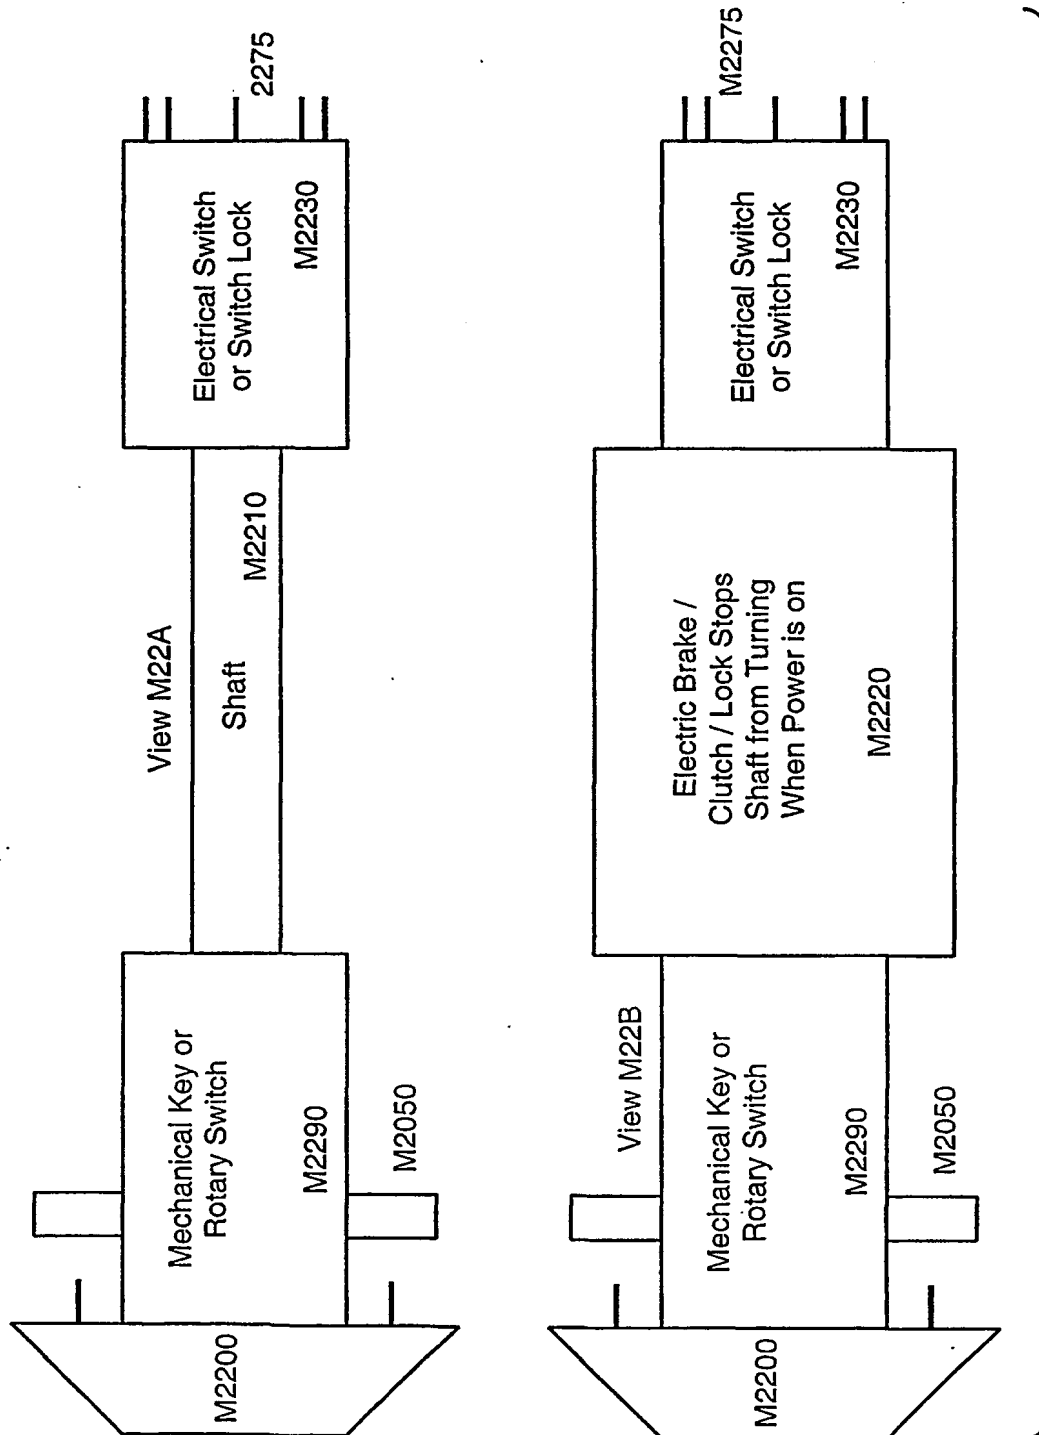 View M22A
M2200
Mechanical Key or
Rotary Switch
M2290
M2050
Shaft
M2210
Electrical Switch
or Switch Lock
M2230
2275
View M22B
M2200
Mechanical Key or
Rotary Switch
M2290
M2050
Electric Brake /
Clutch / Lock Stops
Shaft from Turning
When Power is on
M2220
Electrical Switch
or Switch Lock
M2230
M2275